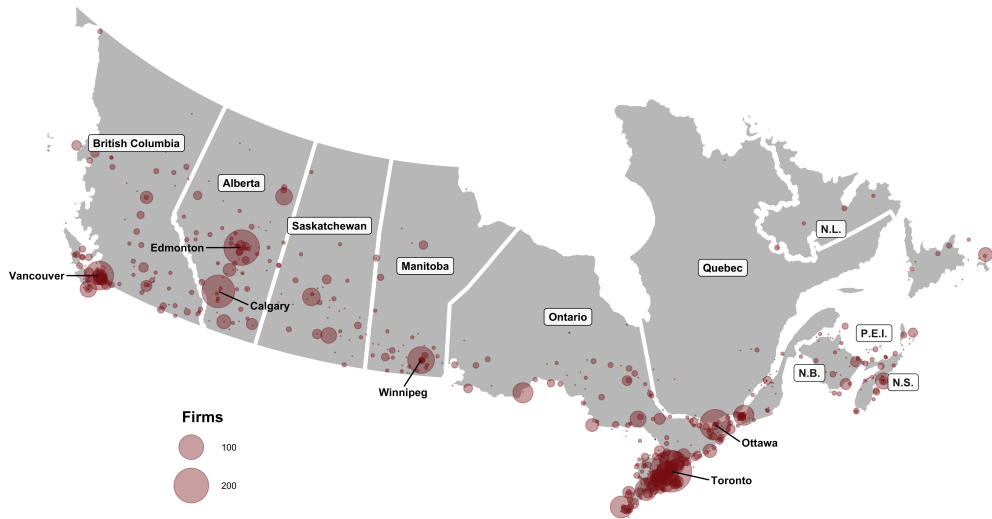 British Columbia
Alberta
Saskatchewan
N.L.
Edmonton
Manitoba
Quebec
Vancouver
Calgary
Ontario
P.E.I.
N.B.
N.S.
Winnipeg
Firms
100
200
Ottawa
Toronto